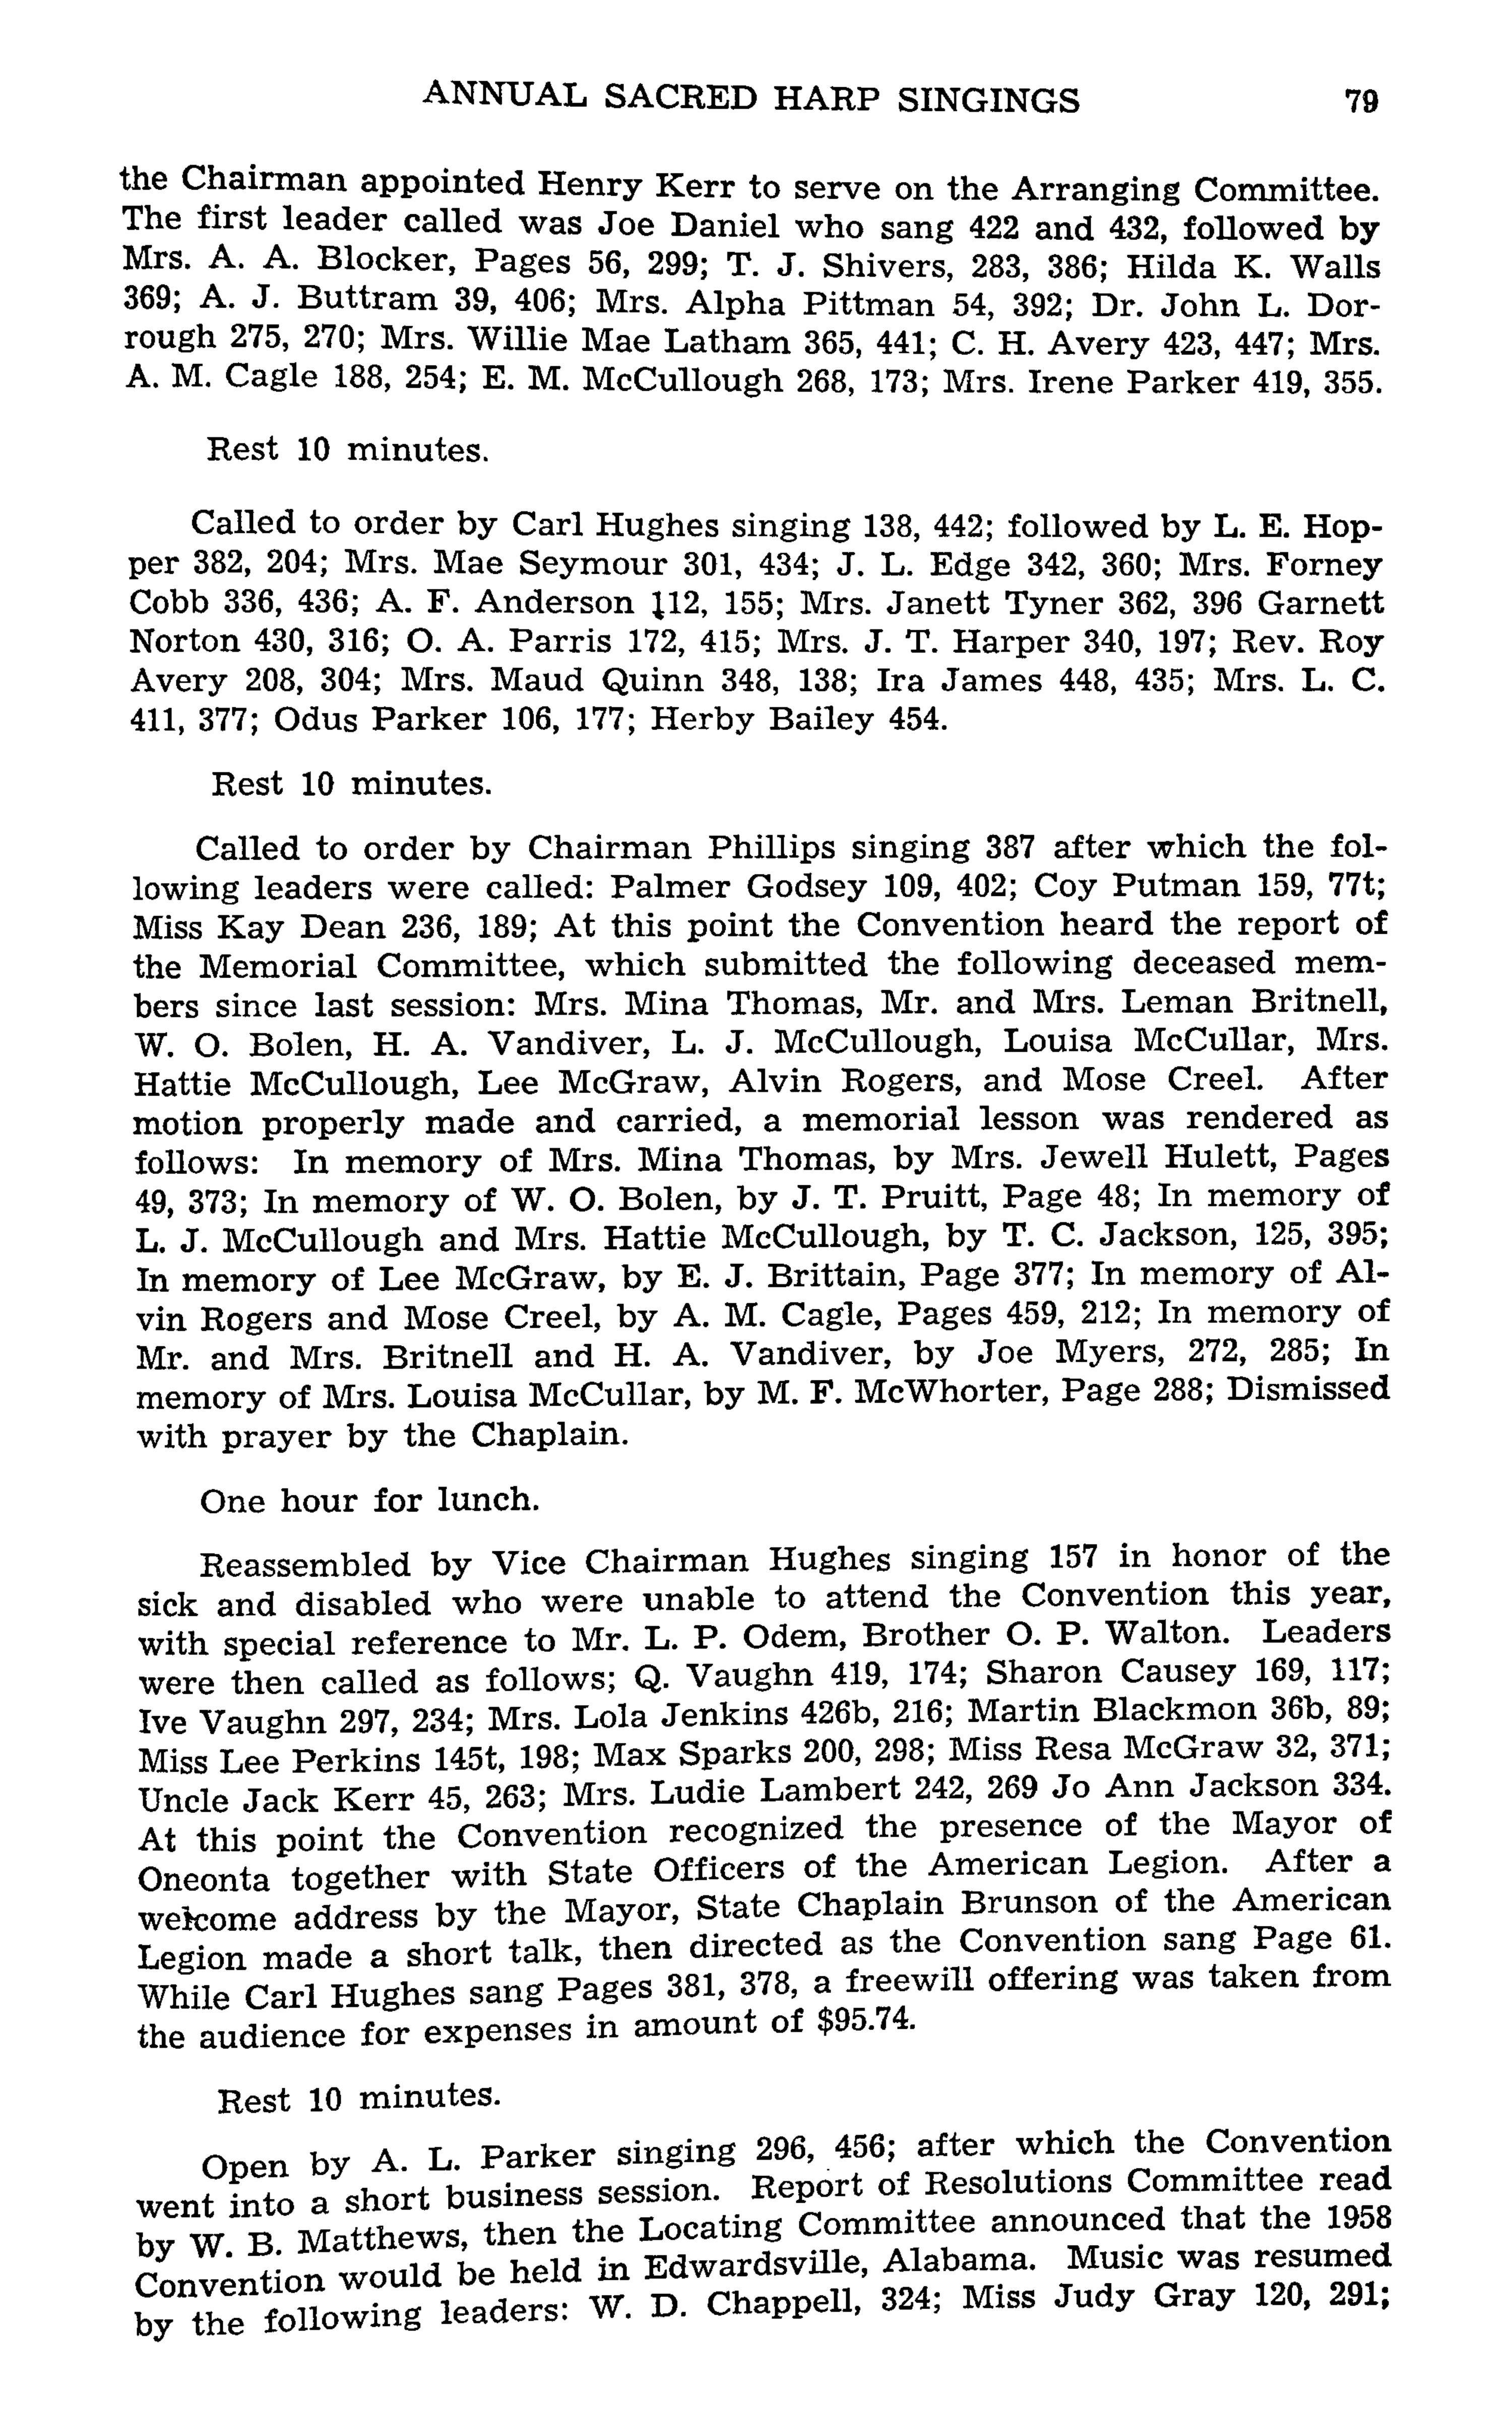 ANNUAL SACRED HARP SINGINGS 79
the Chairman appointed Henry Kerr to serve on the Arranging Committee.
The first leader called was Joe Daniel who sang 422 and 432, followed by
Mrs. A. A. Blocker, Pages 56, 299; T. J. Shivers, 283, 386; Hilda K. Walls
369; A. J. Buttram 39, 406; Mrs. Alpha Pittman 54, 392; Dr. John L. Dor-
rough 275, 270; Mrs. Willie Mae Latham 365, 441; C. H. Avery 423, 447; Mrs.
A. M. Cagle 188, 254; E. M. McCullough 268, 173; Mrs. Irene Parker 419, 355.
Rest 10 minutes.
Called to order by Carl Hughes singing 138, 442; followed by L. E. Hop-
per 382, 204; Mrs. Mae Seymour 301, 434; J. L. Edge 342, 360; Mrs. Forney
Cobb 336, 436; A. F. Anderson 112, 155; Mrs. Janett Tyner 362, 396 Garnett
Norton 430, 316; O. A. Parris 172, 415; Mrs. J. T. Harper 340, 197; Rev. Roy
Avery 208, 304; Mrs. Maud Quinn 348, 138; Ira James 448, 435; Mrs. L. C.
411, 377; Odus Parker 106, 177; Herby Bailey 454.
Rest 10 minutes.
Called to order by Chairman Phillips singing 387 after which the fol-
lowing leaders were called: Palmer Godsey 109, 402; Coy Putman 159, 77t;
Miss Kay Dean 236, 189; At this point the Convention heard the report of
the Memorial Committee, which submitted the following deceased mem-
bers since last session: Mrs. Mina Thomas, Mr. and Mrs. Leman Britnell,
W. O. Bolen, H. A. Vandiver, L. J. McCullough, Louisa McCullar, Mrs.
Hattie McCullough, Lee McGraw, Alvin Rogers, and Mose Creel. After
motion properly made and carried, a memorial lesson was rendered as
follows: In memory of Mrs. Mina Thomas, by Mrs. Jewell Hulett, Pages
49, 373; In memory of W. O. Bolen, by J. T. Pruitt, Page 48; In memory of
L. J. McCullough and Mrs. Hattie McCullough, by T. C. Jackson, 125, 395;
In memory of Lee McGraw, by E. J. Brittain, Page 377; In memory of Al-
vin Rogers and Mose Creel, by A. M. Cagle, Pages 459, 212; In memory of
Mr. and Mrs. Britnell and H. A. Vandiver, by Joe Myers, 272, 285; In
memory of Mrs. Louisa McCullar, by M. F. McWhorter, Page 288; Dismissed
with prayer by the Chaplain.
One hour for lunch.
Reassembled by Vice Chairman Hughes singing 157 in honor of the
sick and disabled who were unable to attend the Convention this year,
with special reference to Mr. L. P. Odem, Brother O. P. Walton. Leaders
were then called as follows; Q. Vaughn 419, 174; Sharon Causey 169, 117;
Ive Vaughn 297, 234; Mrs. Lola Jenkins 426b, 216; Martin Blackmon 36b, 89;
Miss Lee Perkins 145t, 198; Max Sparks 200, 298; Miss Resa McGraw 32, 371;
Uncle Jack Kerr 45, 263; Mrs. Ludie Lambert 242, 269 Jo Ann Jackson 334.
At this point the Convention recognized the presence of the Mayor of
Oneonta together with State Officers of the American Legion. After a
welcome address by the Mayor, State Chaplain Brunson of the American
Legion made a short talk, then directed as the Convention sang Page 61.
While Carl Hughes sang Pages 381, 378, a freewill offering was taken from
the audience for expenses in amount of $95.74.
Rest 10 minutes.
Open by A. L. Parker singing 296, 456; after which the Convention
went into a short business session. Report of Resolutions Committee read
by W. B. Matthews, then the Locating Committee announced that the 1958
Convention would be held in Edwardsville, Alabama. Music was resumed
by the following leaders: W. D. Chappell, 324; Miss Judy Gray 120, 291;